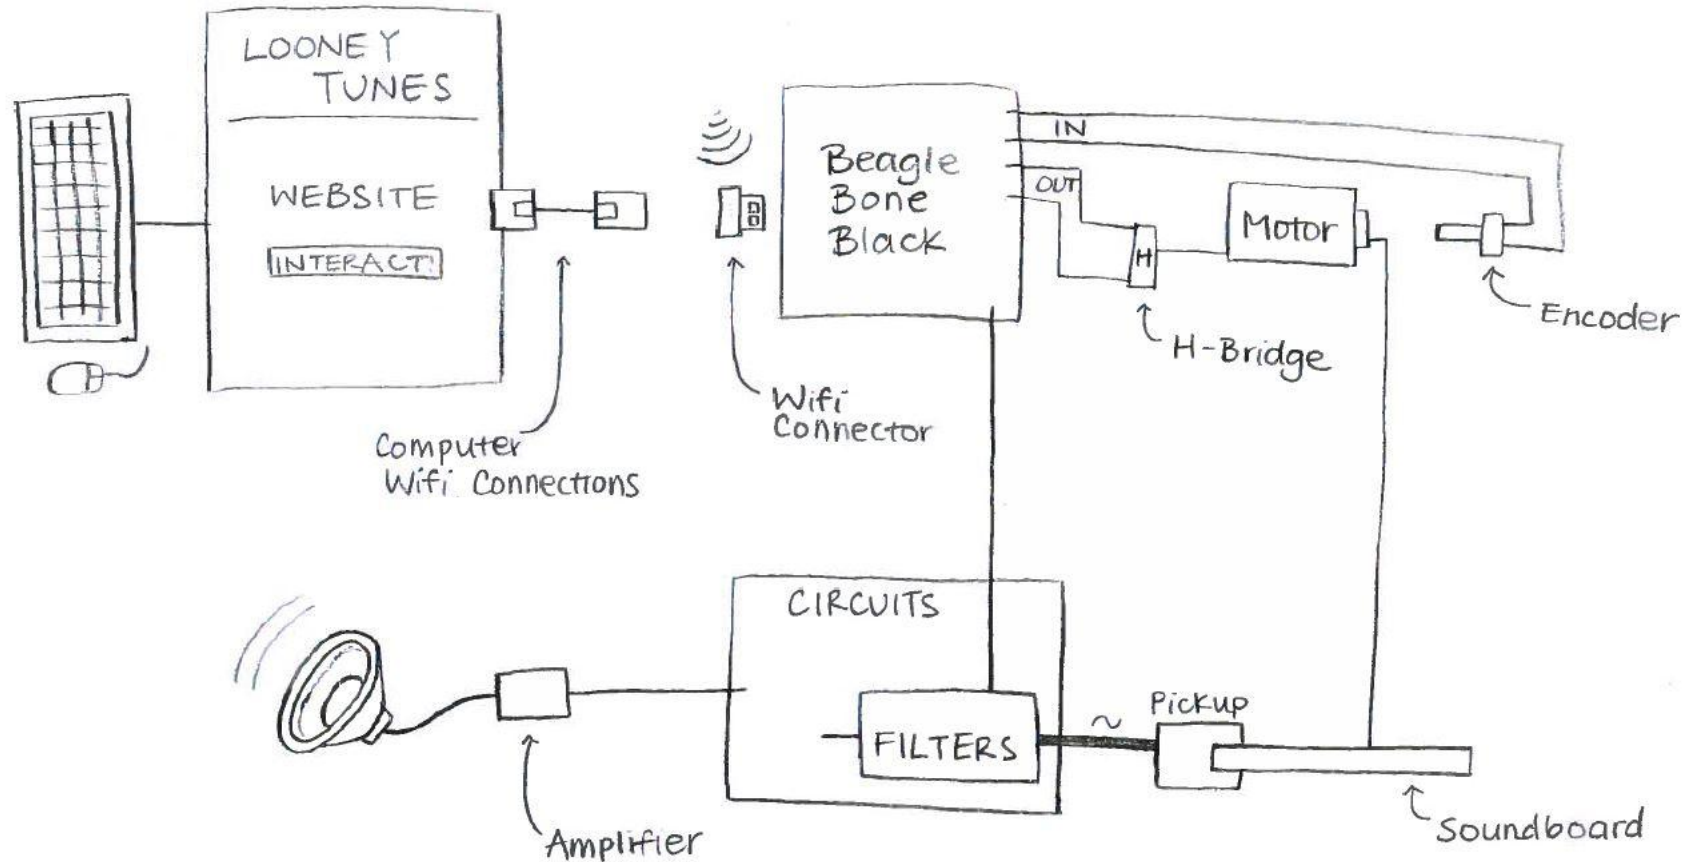 LOONEY
TUNES
WEBSITE
INTERACT
Computer
Wifi Connections
Wifi
Connector
Beagle
Bone
Black
IN
OUT
H
H-Bridge
Motor
Encoder
CIRCUITS
FILTERS
~
Pickup
Soundboard
Amplifier